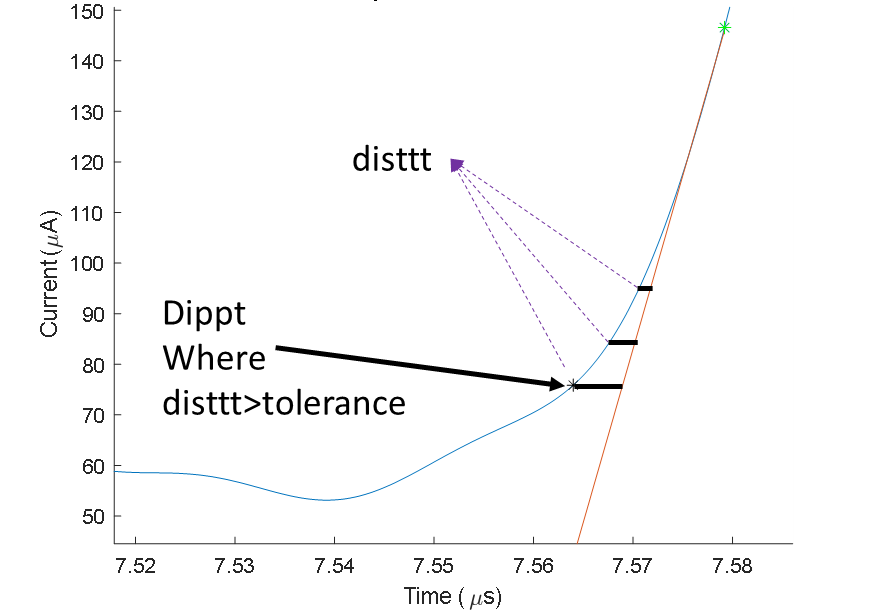 150
140
130
120
110
100
90
80
70
60
50
Current (μA)
disttt
Dippt
Where
disttt>tolerance
7.52 7.53 7.54 7.55 7.56 7.57 7.58
Time (μs)